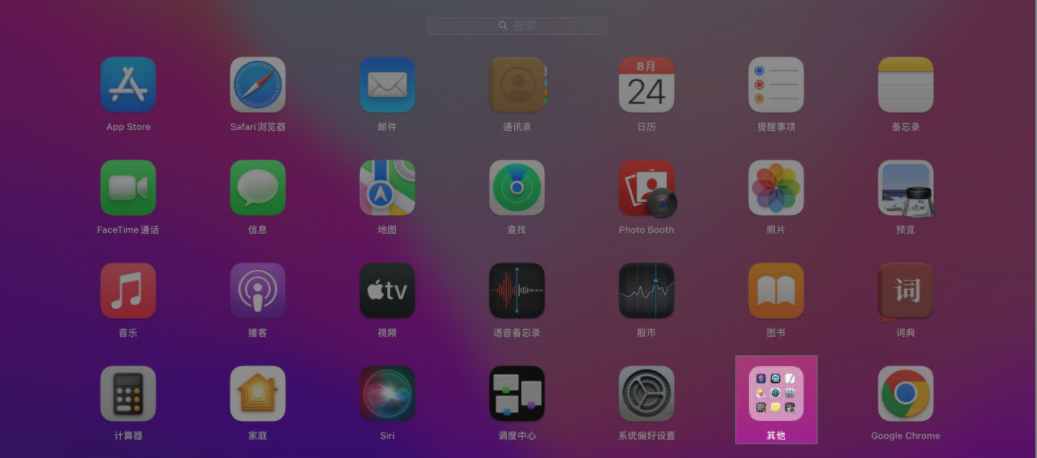 搜索
App Store
Safari浏览器
邮件
通讯录
8月
24
日历
提醒事项
备忘录
FaceTime通话
信息
地图
查找
Photo Booth
照片
预览
音乐
播客
tv
视频
语音备忘录
股市
图书
词
词典
计算器
家庭
Siri
调度中心
系统偏好设置
其他
Google Chrome